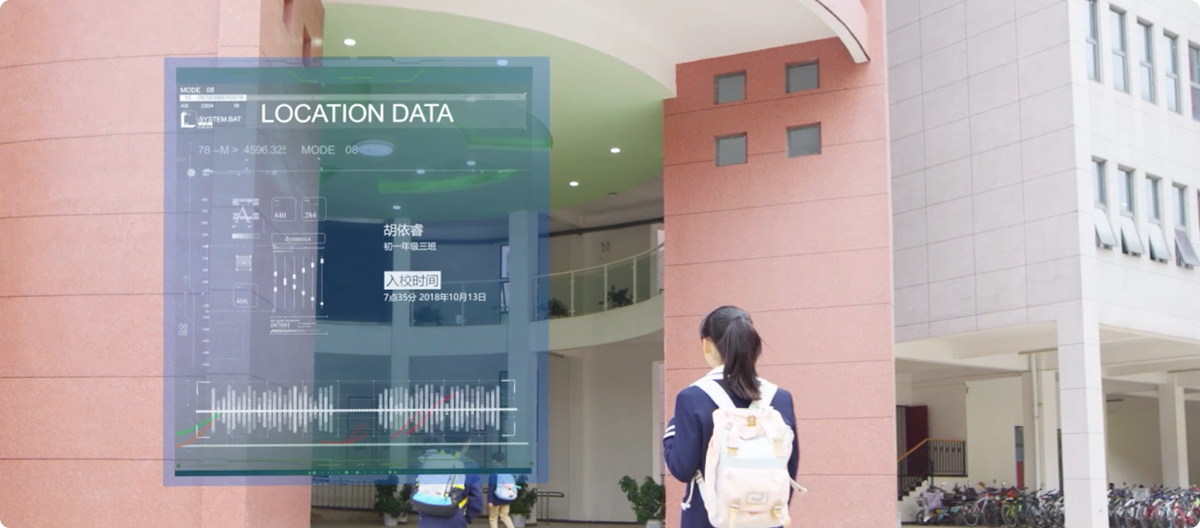 MODE 08
SYSTEM.BAT
LOCATION DATA
78 –M > 4596.325 MODE 08
840 284
dynamics
406
胡依睿
初一年级三班
入校时间
7点35分 2018年10月13日
08
08